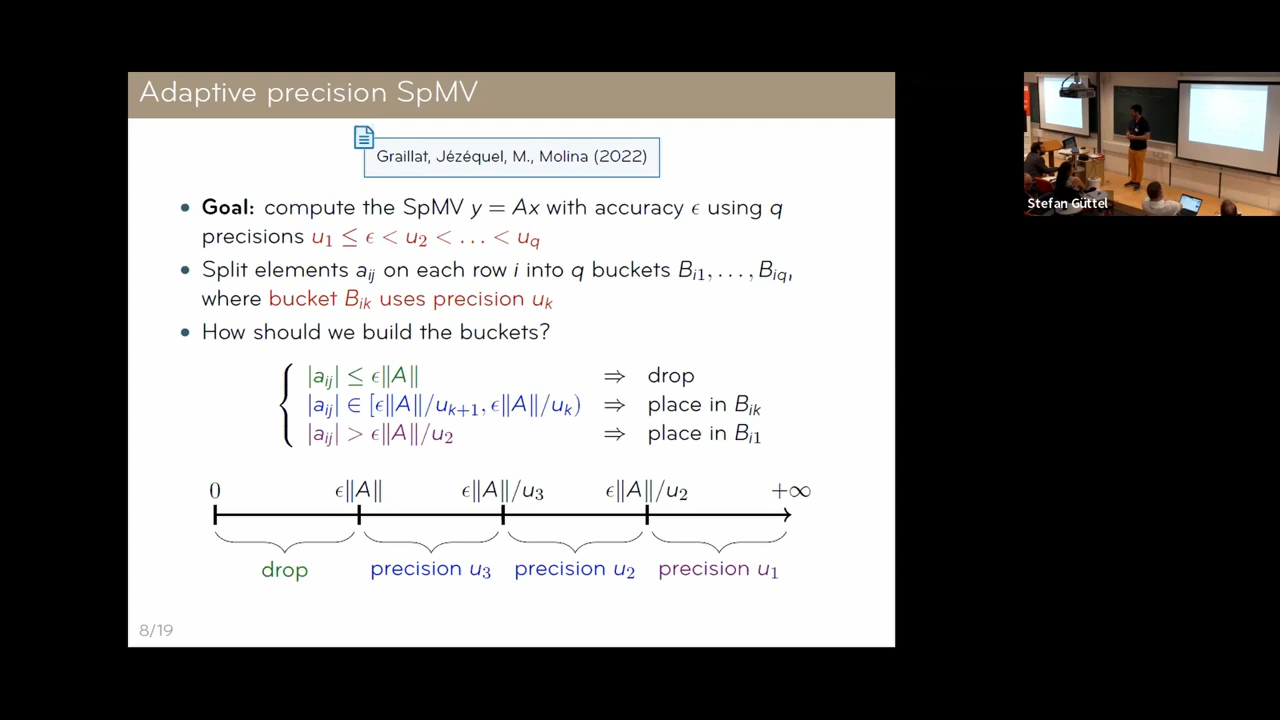 Adaptive precision SpMV
Graillat, Jézéquel, M., Molina (2022)
• Goal: compute the SpMV y = Ax with accuracy ϵ using q
precisions u₁ ≤ ϵ < u₂ < … < u_q
• Split elements a_ij on each row i into q buckets B_i1, …, B_iq,
where bucket B_ik uses precision u_k
• How should we build the buckets?
|a_ij| ≤ ϵ‖A‖ ⇒ drop
|a_ij| ∈ [ϵ‖A‖/u_k+1, ϵ‖A‖/u_k) ⇒ place in B_ik
|a_ij| > ϵ‖A‖/u₂ ⇒ place in B_i1
0 ϵ‖A‖ ϵ‖A‖/u₃ ϵ‖A‖/u₂ +∞
drop precision u₃ precision u₂ precision u₁
8/19
Stefan Güttel